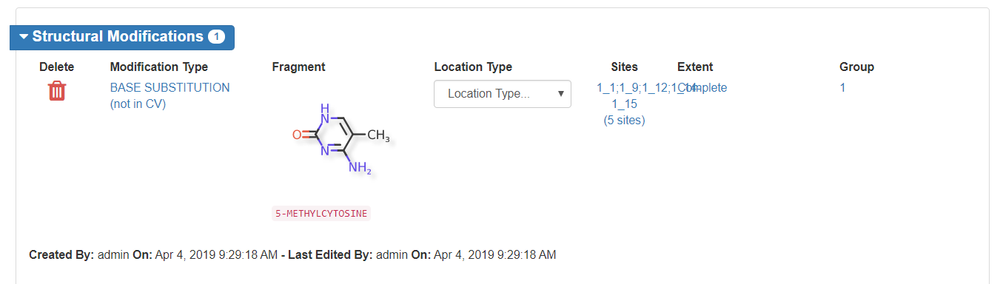 Structural Modifications 1
Delete Modification Type Fragment Location Type Sites Extent Group
BASE SUBSTITUTION
(not in CV)
Location Type...
1_1;1_9;1_12;1_14-
1_15
(5 sites)
Complete
1
H
N
O
N
CH3
NH2
5-METHYLCYTOSINE
Created By: admin On: Apr 4, 2019 9:29:18 AM - Last Edited By: admin On: Apr 4, 2019 9:29:18 AM